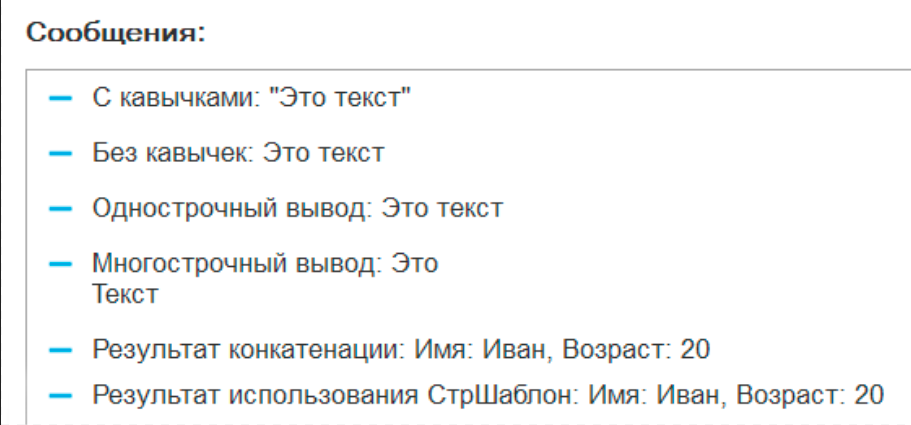 Сообщения:
— С кавычками: "Это текст"
— Без кавычек: Это текст
— Однострочный вывод: Это текст
— Многострочный вывод: Это
Текст
— Результат конкатенации: Имя: Иван, Возраст: 20
— Результат использования СтрШаблон: Имя: Иван, Возраст: 20